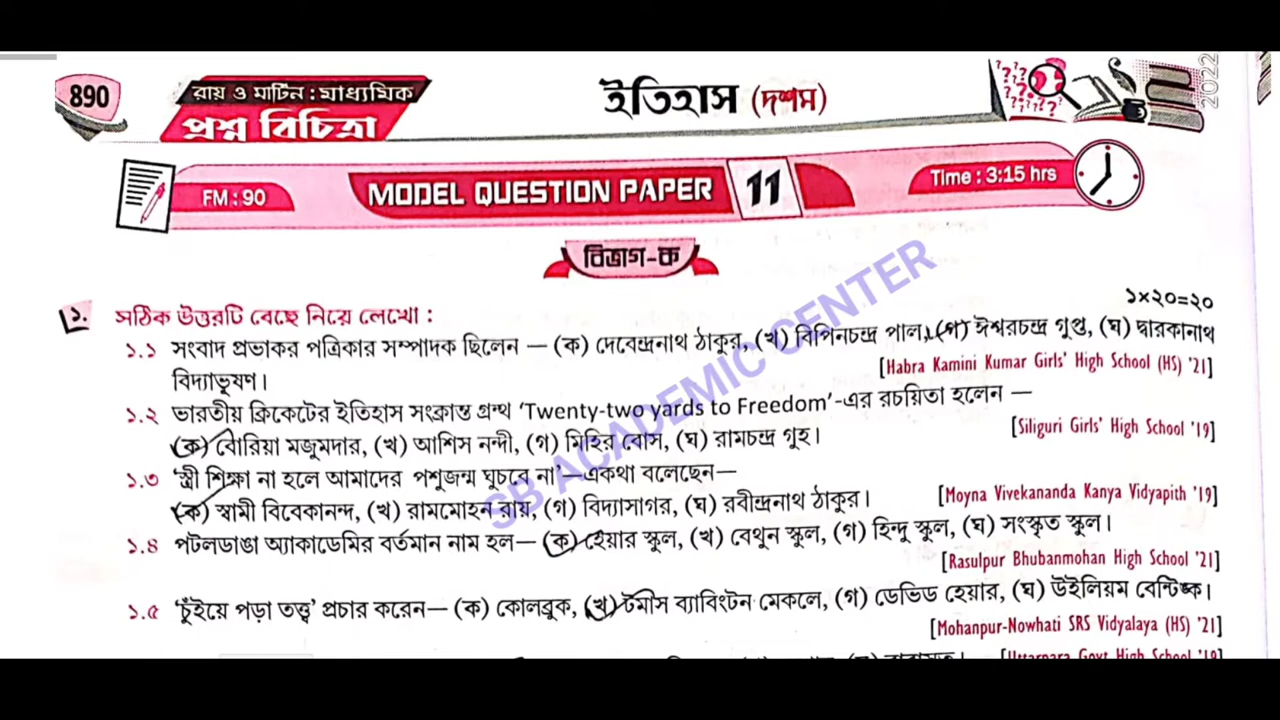 890
রায় ও মার্টিন : মাধ্যমিক
প্রশ্ন বিচিত্রা
ইতিহাস (দশম)
2022
FM : 90
MODEL QUESTION PAPER 11
Time : 3:15 hrs
বিভাগ-ক
১. সঠিক উত্তরটি বেছে নিয়ে লেখো :
১×২০=২০
১.১ সংবাদ প্রভাকর পত্রিকার সম্পাদক ছিলেন — (ক) দেবেন্দ্রনাথ ঠাকুর, (খ) বিপিনচন্দ্র পাল, (গ) ঈশ্বরচন্দ্র গুপ্ত, (ঘ) দ্বারকানাথ
বিদ্যাভূষণ।
[Habra Kamini Kumar Girls' High School (HS) '21]
১.২ ভারতীয় ক্রিকেটের ইতিহাস সংক্রান্ত গ্রন্থ 'Twenty-two yards to Freedom'-এর রচয়িতা হলেন —
(ক) বোরিয়া মজুমদার, (খ) আশিস নন্দী, (গ) মিহির বোস, (ঘ) রামচন্দ্র গুহ।
[Siliguri Girls' High School '19]
১.৩ 'স্ত্রী শিক্ষা না হলে আমাদের পশুজন্ম ঘুচবে না'—একথা বলেছেন—
(ক) স্বামী বিবেকানন্দ, (খ) রামমোহন রায়, (গ) বিদ্যাসাগর, (ঘ) রবীন্দ্রনাথ ঠাকুর।
[Moyna Vivekananda Kanya Vidyapith '19]
১.৪ পটলডাঙা অ্যাকাডেমির বর্তমান নাম হল— (ক) হেয়ার স্কুল, (খ) বেথুন স্কুল, (গ) হিন্দু স্কুল, (ঘ) সংস্কৃত স্কুল।
[Rasulpur Bhubanmohan High School '21]
১.৫ 'চুঁইয়ে পড়া তত্ত্ব' প্রচার করেন— (ক) কোলব্রুক, (খ) টমাস ব্যাবিংটন মেকলে, (গ) ডেভিড হেয়ার, (ঘ) উইলিয়ম বেন্টিঙ্ক।
[Mohanpur-Nowhati SRS Vidyalaya (HS) '21]
[Uttarpara Govt High School '19]
SB ACADEMIC CENTER